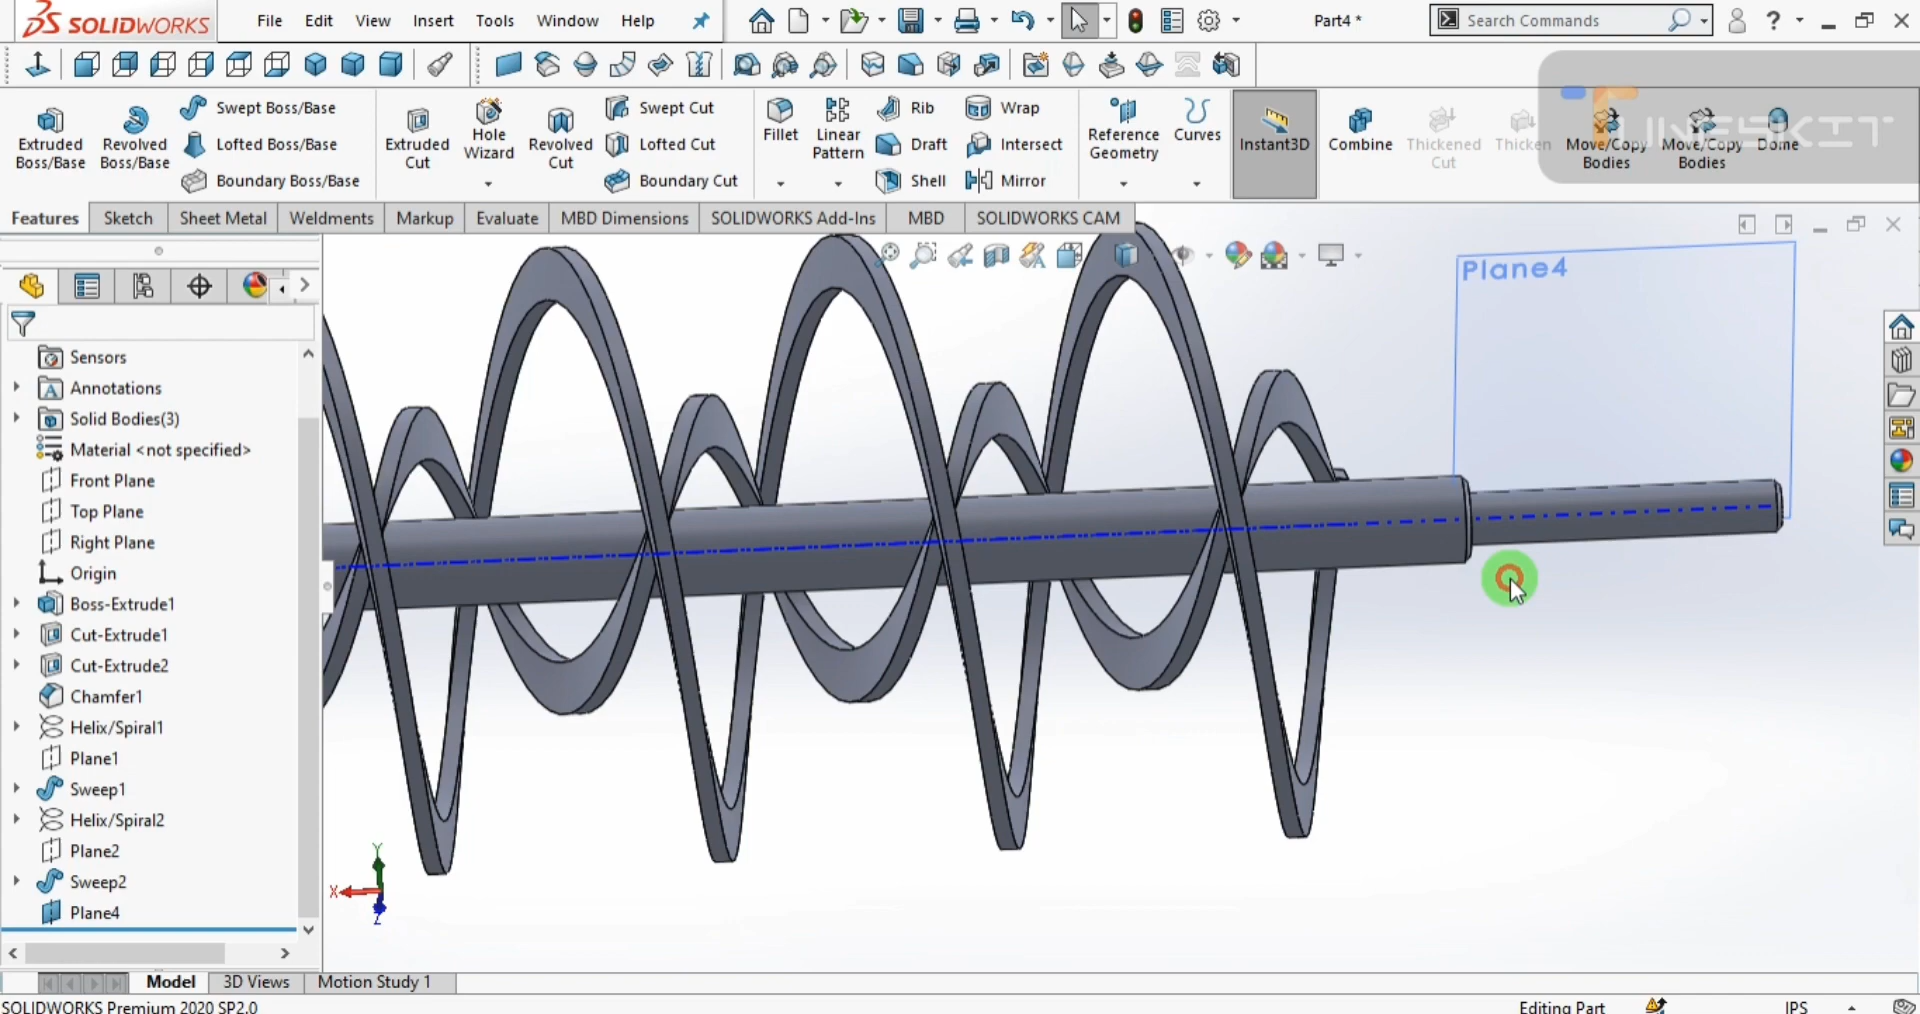 SOLIDWORKS
File Edit View Insert Tools Window Help
Part4 *
Search Commands
Extruded Boss/Base
Revolved Boss/Base
Swept Boss/Base
Lofted Boss/Base
Boundary Boss/Base
Extruded Cut
Hole Wizard
Revolved Cut
Swept Cut
Lofted Cut
Boundary Cut
Fillet
Linear Pattern
Rib
Draft
Shell
Wrap
Intersect
Mirror
Reference Geometry
Curves
Instant3D
Combine
Thickened Cut
Thicken
Move/Copy Bodies
Move/Copy Bodies
Dome
Features Sketch Sheet Metal Weldments Markup Evaluate MBD Dimensions SOLIDWORKS Add-Ins MBD SOLIDWORKS CAM
Plane4
Sensors
Annotations
Solid Bodies(3)
Material <not specified>
Front Plane
Top Plane
Right Plane
Origin
Boss-Extrude1
Cut-Extrude1
Cut-Extrude2
Chamfer1
Helix/Spiral1
Plane1
Sweep1
Helix/Spiral2
Plane2
Sweep2
Plane4
Y
X
Z
Model 3D Views Motion Study 1
SOLIDWORKS Premium 2020 SP2.0
Editing Part
IPS